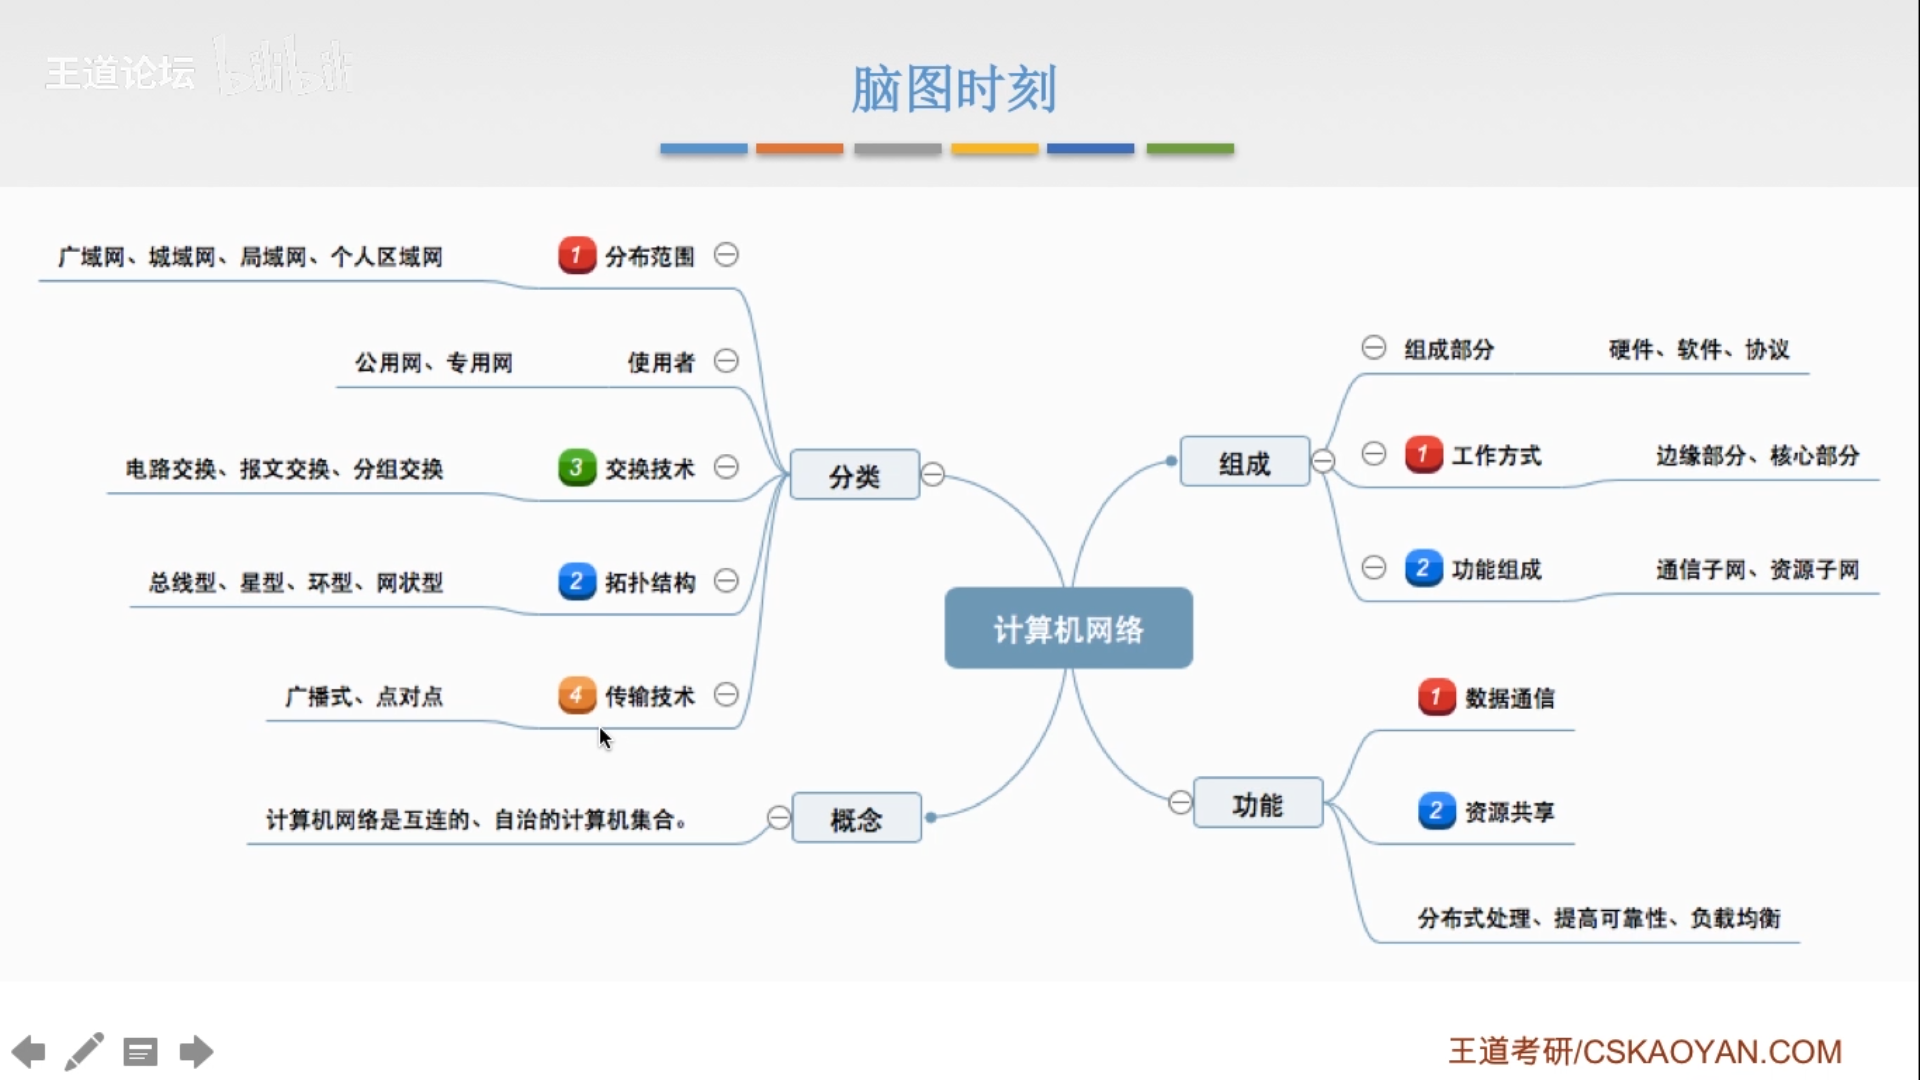 王道论坛 bilibili
脑图时刻
广域网、城域网、局域网、个人区域网 1 分布范围
公用网、专用网 使用者
电路交换、报文交换、分组交换 3 交换技术
总线型、星型、环型、网状型 2 拓扑结构
广播式、点对点 4 传输技术
分类
计算机网络是互连的、自治的计算机集合。
概念
计算机网络
组成
组成部分 硬件、软件、协议
1 工作方式 边缘部分、核心部分
2 功能组成 通信子网、资源子网
功能
1 数据通信
2 资源共享
分布式处理、提高可靠性、负载均衡
王道考研/CSKAOYAN.COM